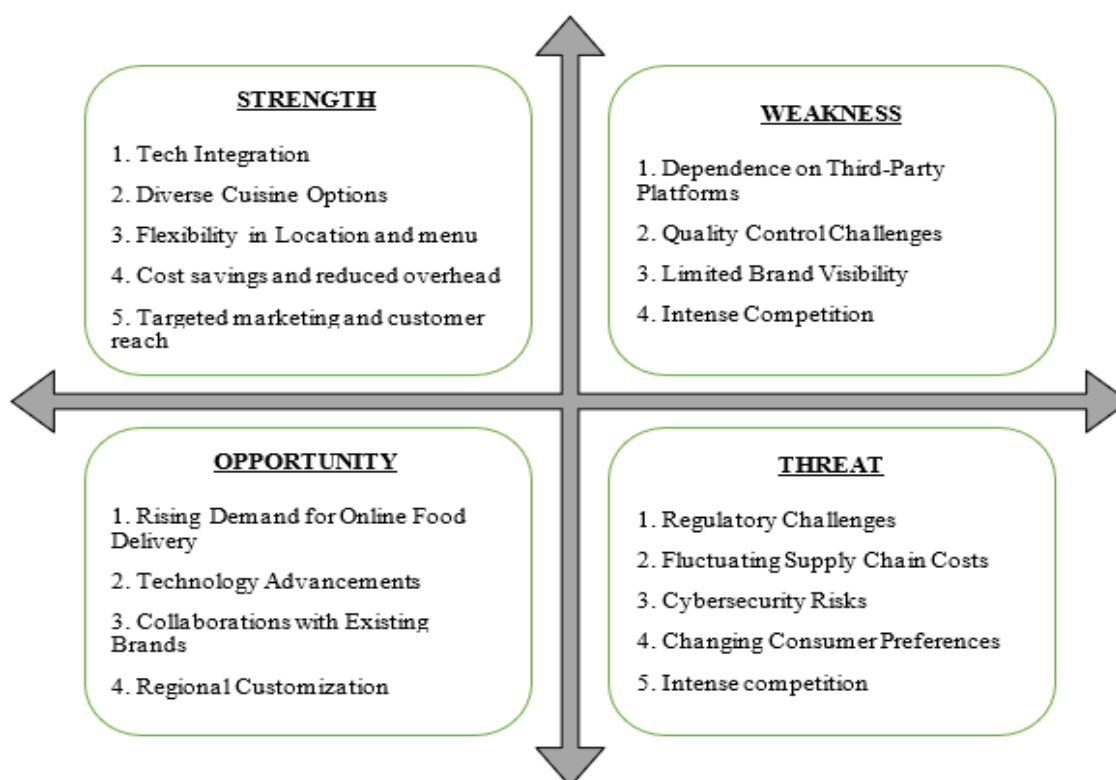 STRENGTH
1. Tech Integration
2. Diverse Cuisine Options
3. Flexibility in Location and menu
4. Cost savings and reduced overhead
5. Targeted marketing and customer
reach
WEAKNESS
1. Dependence on Third-Party
Platforms
2. Quality Control Challenges
3. Limited Brand Visibility
4. Intense Competition
OPPORTUNITY
1. Rising Demand for Online Food
Delivery
2. Technology Advancements
3. Collaborations with Existing
Brands
4. Regional Customization
THREAT
1. Regulatory Challenges
2. Fluctuating Supply Chain Costs
3. Cybersecurity Risks
4. Changing Consumer Preferences
5. Intense competition